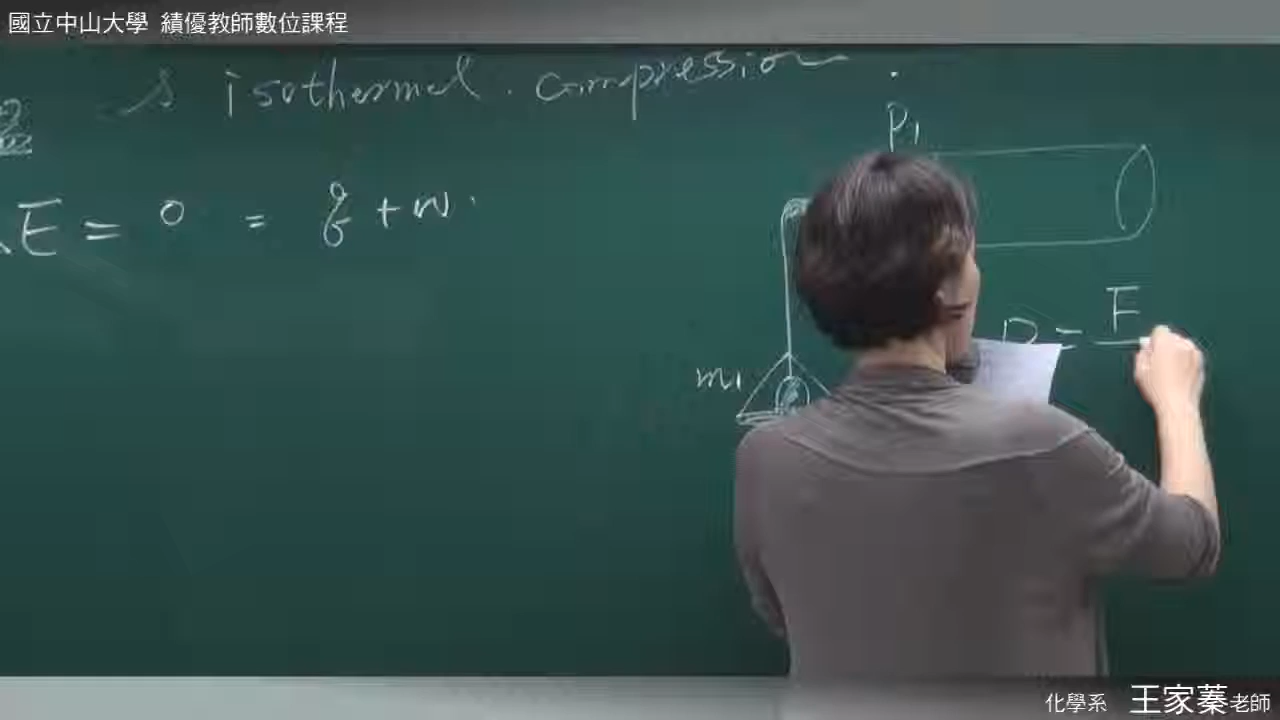 國立中山大學 績優教師數位課程
isothermal. compression.
P₁
ΔE = 0 = q + w.
P = F
m₁
化學系 王家蓁老師